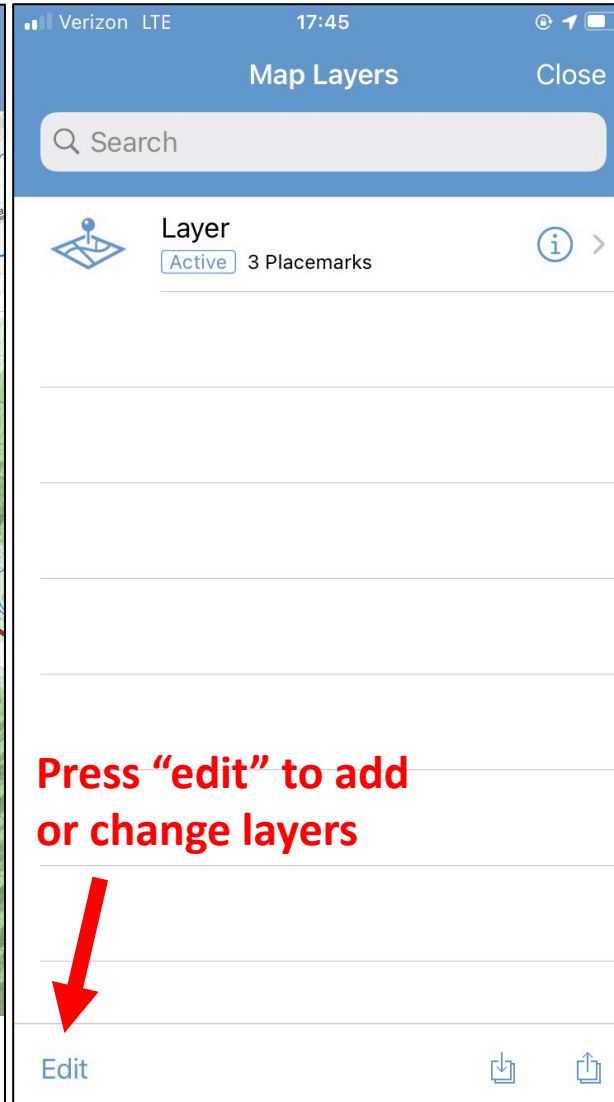 Verizon LTE 17:45
Map Layers Close
Search
Layer
Active 3 Placemarks
Press “edit” to add
or change layers
Edit